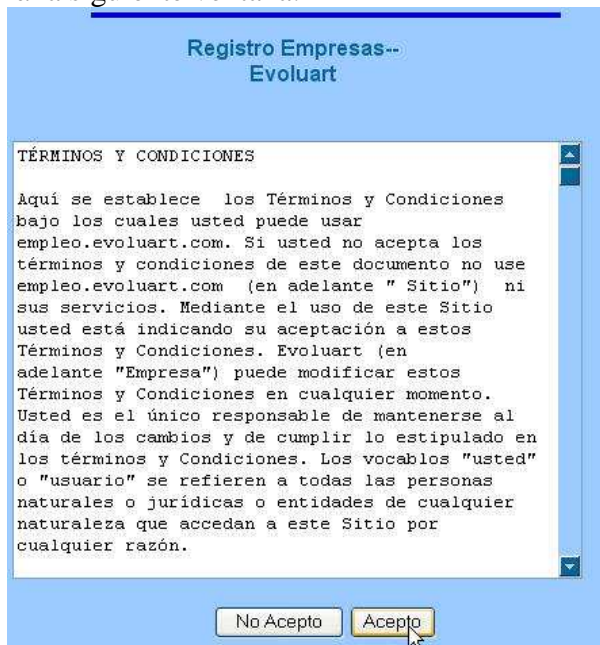 Registro Empresas--
Evoluart
TÉRMINOS Y CONDICIONES
Aquí se establece los Términos y Condiciones
bajo los cuales usted puede usar
empleo.evoluart.com. Si usted no acepta los
términos y condiciones de este documento no use
empleo.evoluart.com (en adelante " Sitio") ni
sus servicios. Mediante el uso de este Sitio
usted está indicando su aceptación a estos
Términos y Condiciones. Evoluart (en
adelante "Empresa") puede modificar estos
Términos y Condiciones en cualquier momento.
Usted es el único responsable de mantenerse al
día de los cambios y de cumplir lo estipulado en
los términos y Condiciones. Los vocablos "usted"
o "usuario" se refieren a todas las personas
naturales o jurídicas o entidades de cualquier
naturaleza que accedan a este Sitio por
cualquier razón.
No Acepto Acepto